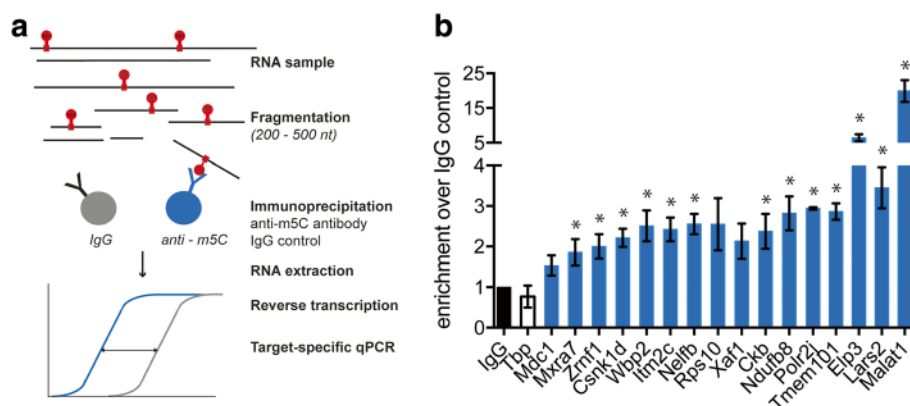 a
RNA sample
Fragmentation
(200 - 500 nt)
Immunoprecipitation
anti-m5C antibody
IgG control
IgG
anti - m5C
RNA extraction
Reverse transcription
Target-specific qPCR
b
enrichment over IgG control
25
15
5
4
3
2
1
0
* * * * * * * * * * * * * *
IgG
Tbp
Mdc1
Mxra7
Zrnf1
Csnk1d
Wbp2
Itm2c
Nelfb
Rps10
Xaf1
Ckb
Ndufb8
Polr2i
Tmem101
Elp3
Lars2
Malat1